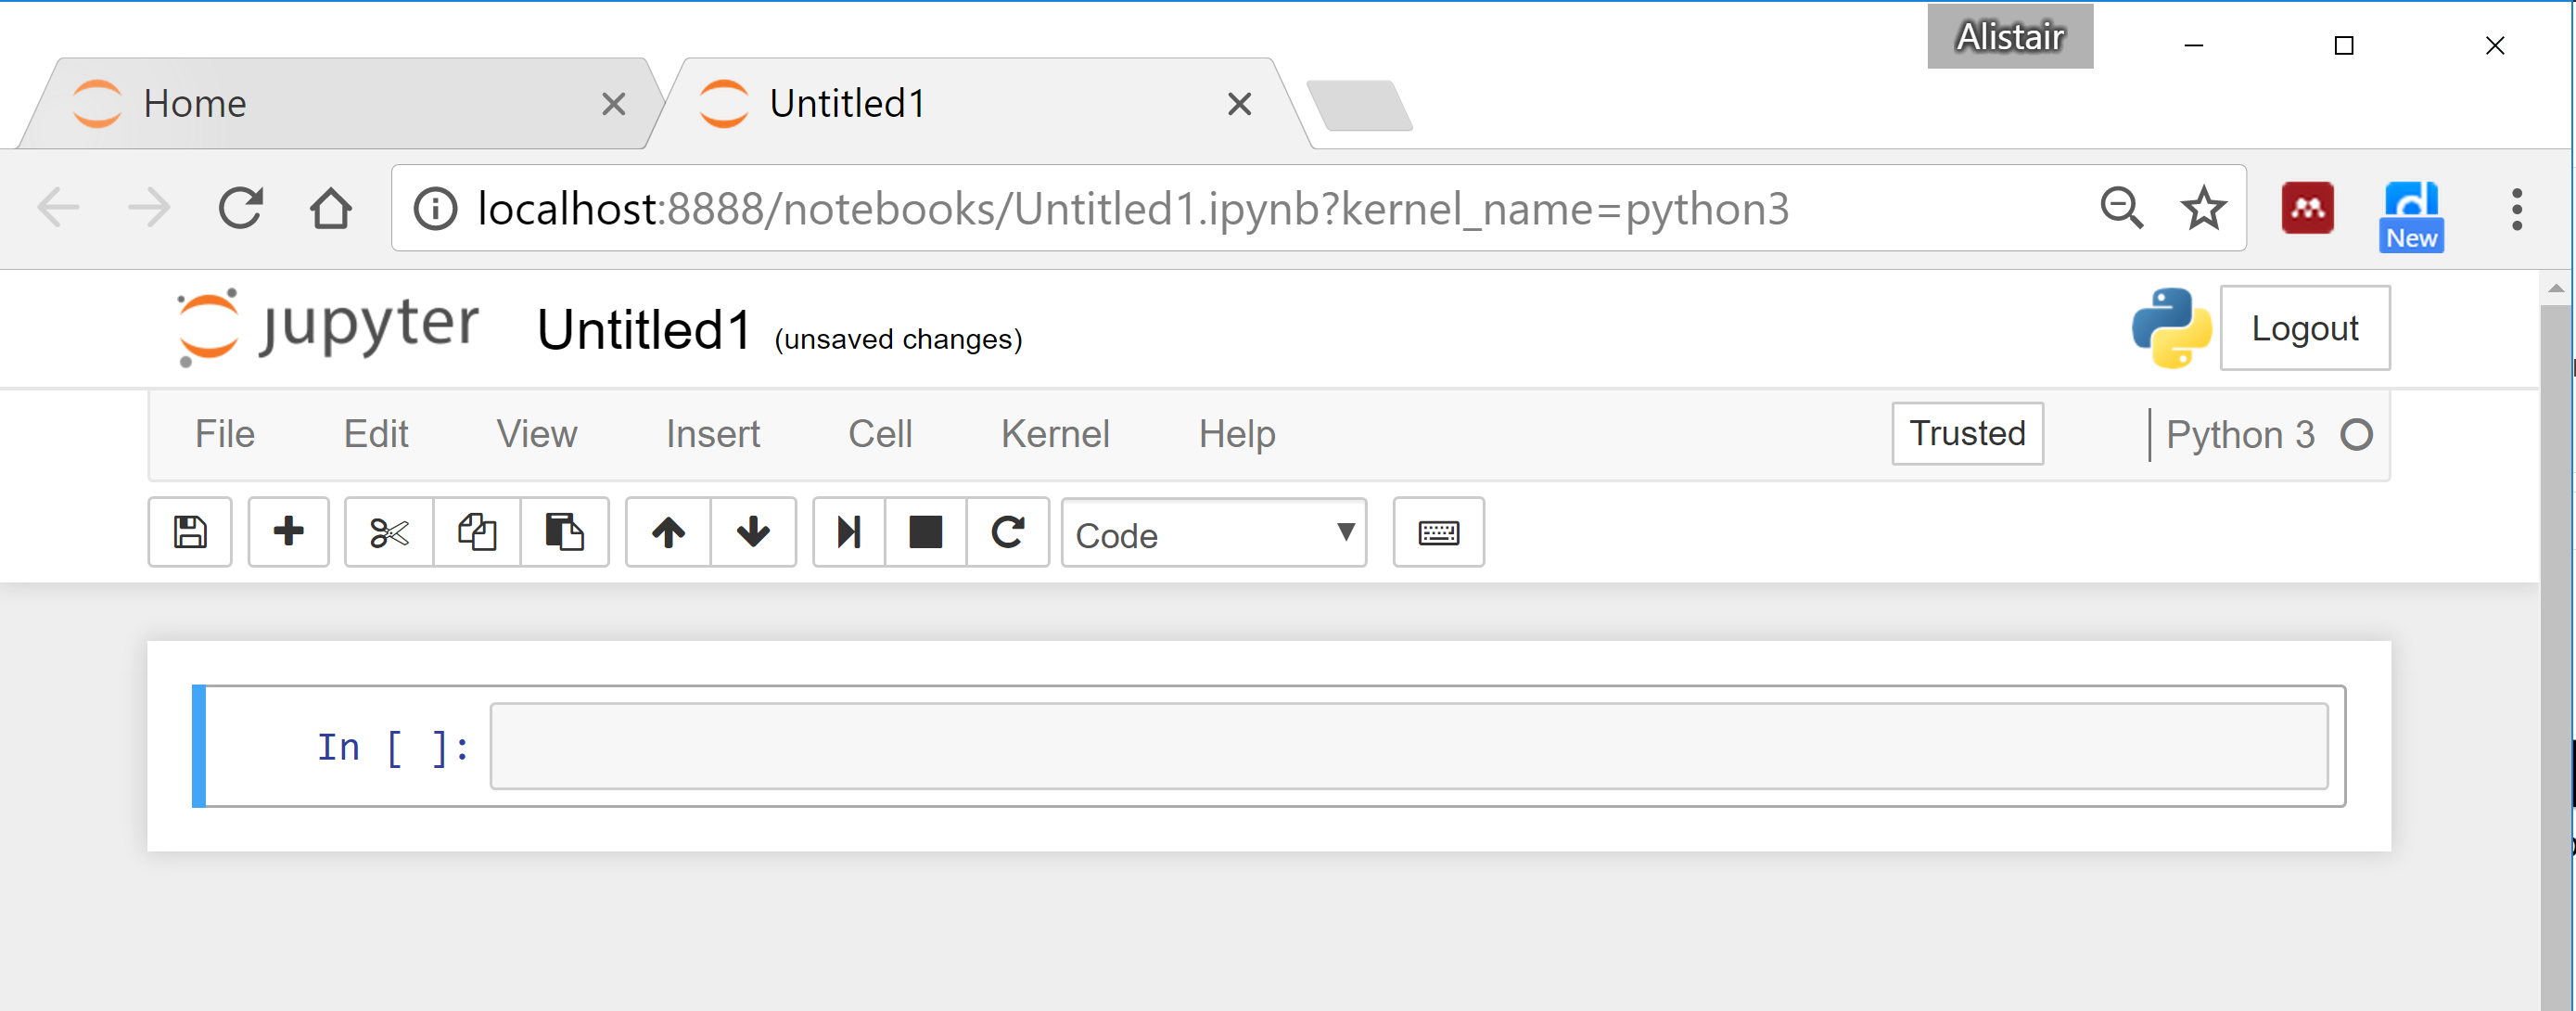 Alistair
Home
Untitled1
localhost:8888/notebooks/Untitled1.ipynb?kernel_name=python3
New
jupyter Untitled1 (unsaved changes)
Logout
File Edit View Insert Cell Kernel Help
Trusted
Python 3
Code
In [ ]: